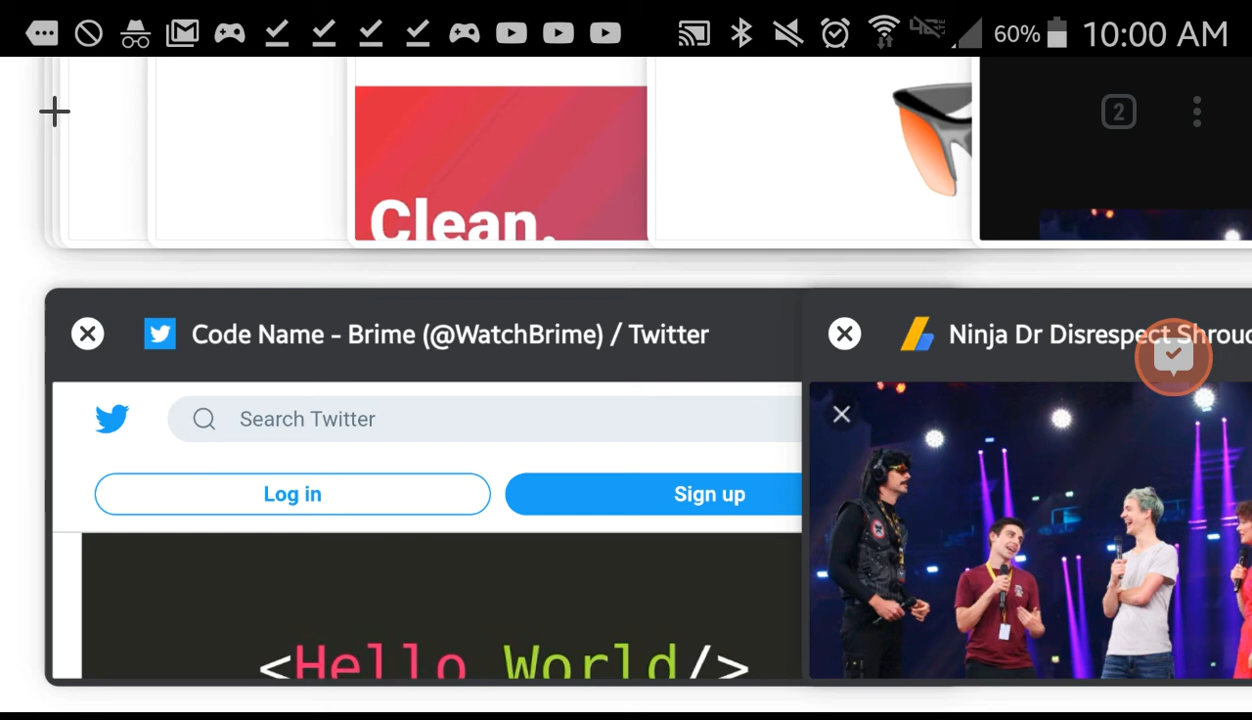 60% 10:00 AM
2
Clean.
Code Name - Brime (@WatchBrime) / Twitter
Ninja Dr Disrespect Shroud
Search Twitter
Log in
Sign up
<Hello World/>